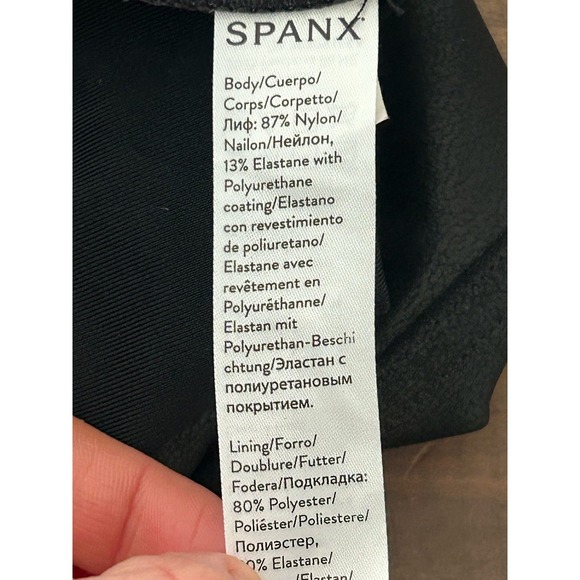 SPANX
Body/Cuerpo/
Corps/Corpetto/
Лиф: 87% Nylon/
Nailon/Нейлон,
13% Elastane with
Polyurethane
coating/Elastano
con revestimiento
de poliuretano/
Elastane avec
revêtement en
Polyuréthanne/
Elastan mit
Polyurethan-Beschi
chtung/Эластан с
полиуретановым
покрытием.
Lining/Forro/
Doublure/Futter/
Fodera/Подкладка:
80% Polyester/
Poliéster/Poliestere/
Полиэстер,
Elastane/